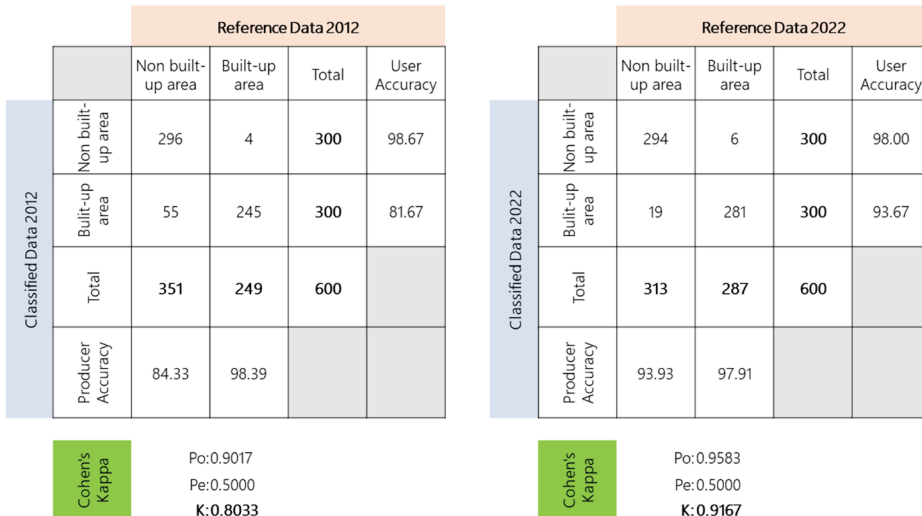 Reference Data 2012
Non built-
up area
Built-up
area
Total
User
Accuracy
Classified Data 2012
Non built-
up area
296
4
300
98.67
Bulit-up
area
55
245
300
81.67
Total
351
249
600
Producer
Accuracy
84.33
98.39
Cohen's
Kappa
Po:0.9017
Pe:0.5000
K:0.8033
Reference Data 2022
Non built-
up area
Built-up
area
Total
User
Accuracy
Classified Data 2022
Non built-
up area
294
6
300
98.00
Bulit-up
area
19
281
300
93.67
Total
313
287
600
Producer
Accuracy
93.93
97.91
Cohen's
Kappa
Po:0.9583
Pe:0.5000
K:0.9167